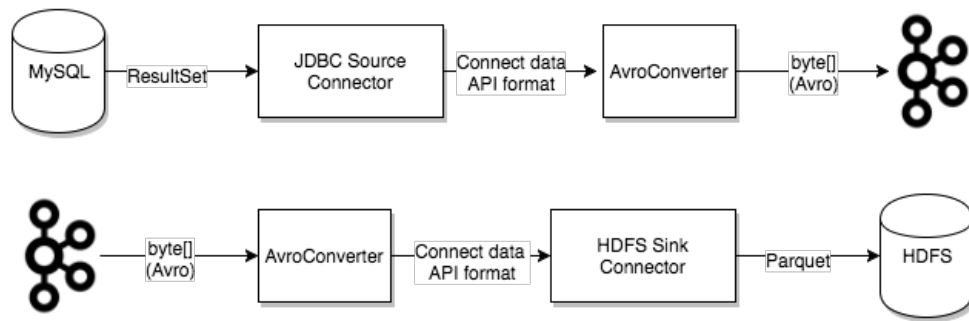 MySQL
ResultSet
JDBC Source
Connector
Connect data
API format
AvroConverter
byte[]
(Avro)
byte[]
(Avro)
AvroConverter
Connect data
API format
HDFS Sink
Connector
Parquet
HDFS